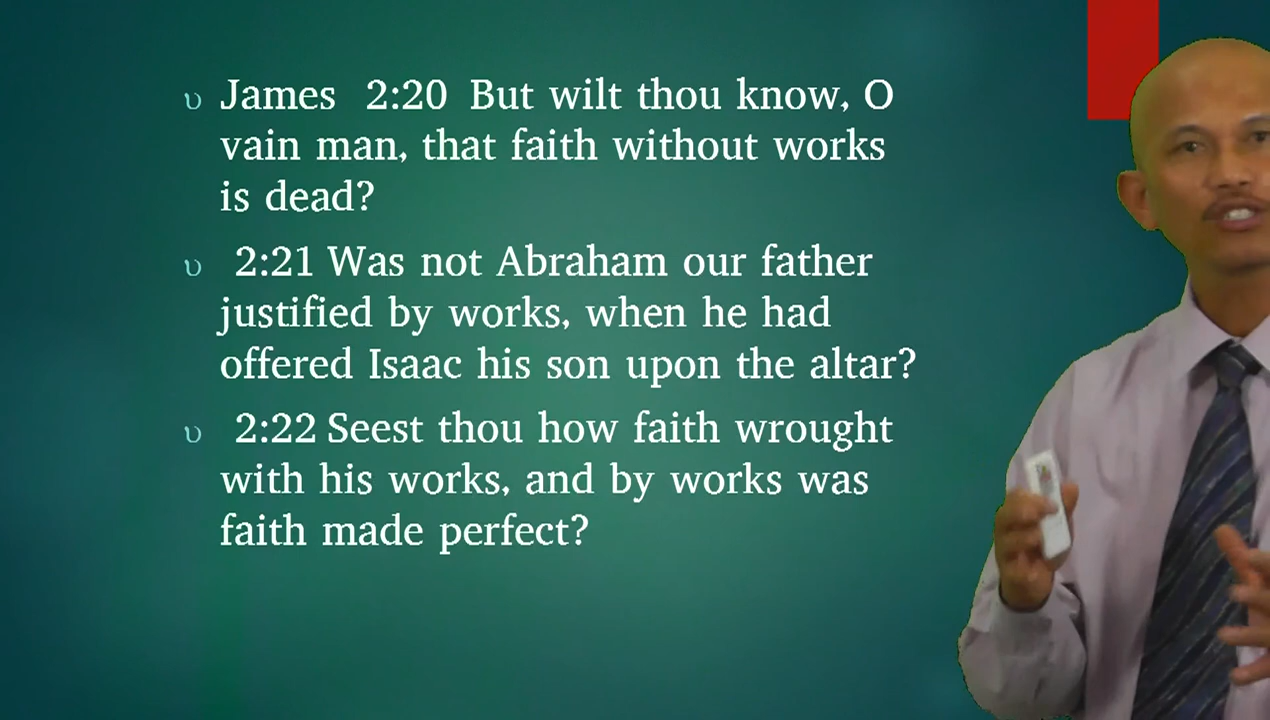 υ James 2:20 But wilt thou know, O
vain man, that faith without works
is dead?
υ 2:21 Was not Abraham our father
justified by works, when he had
offered Isaac his son upon the altar?
υ 2:22 Seest thou how faith wrought
with his works, and by works was
faith made perfect?